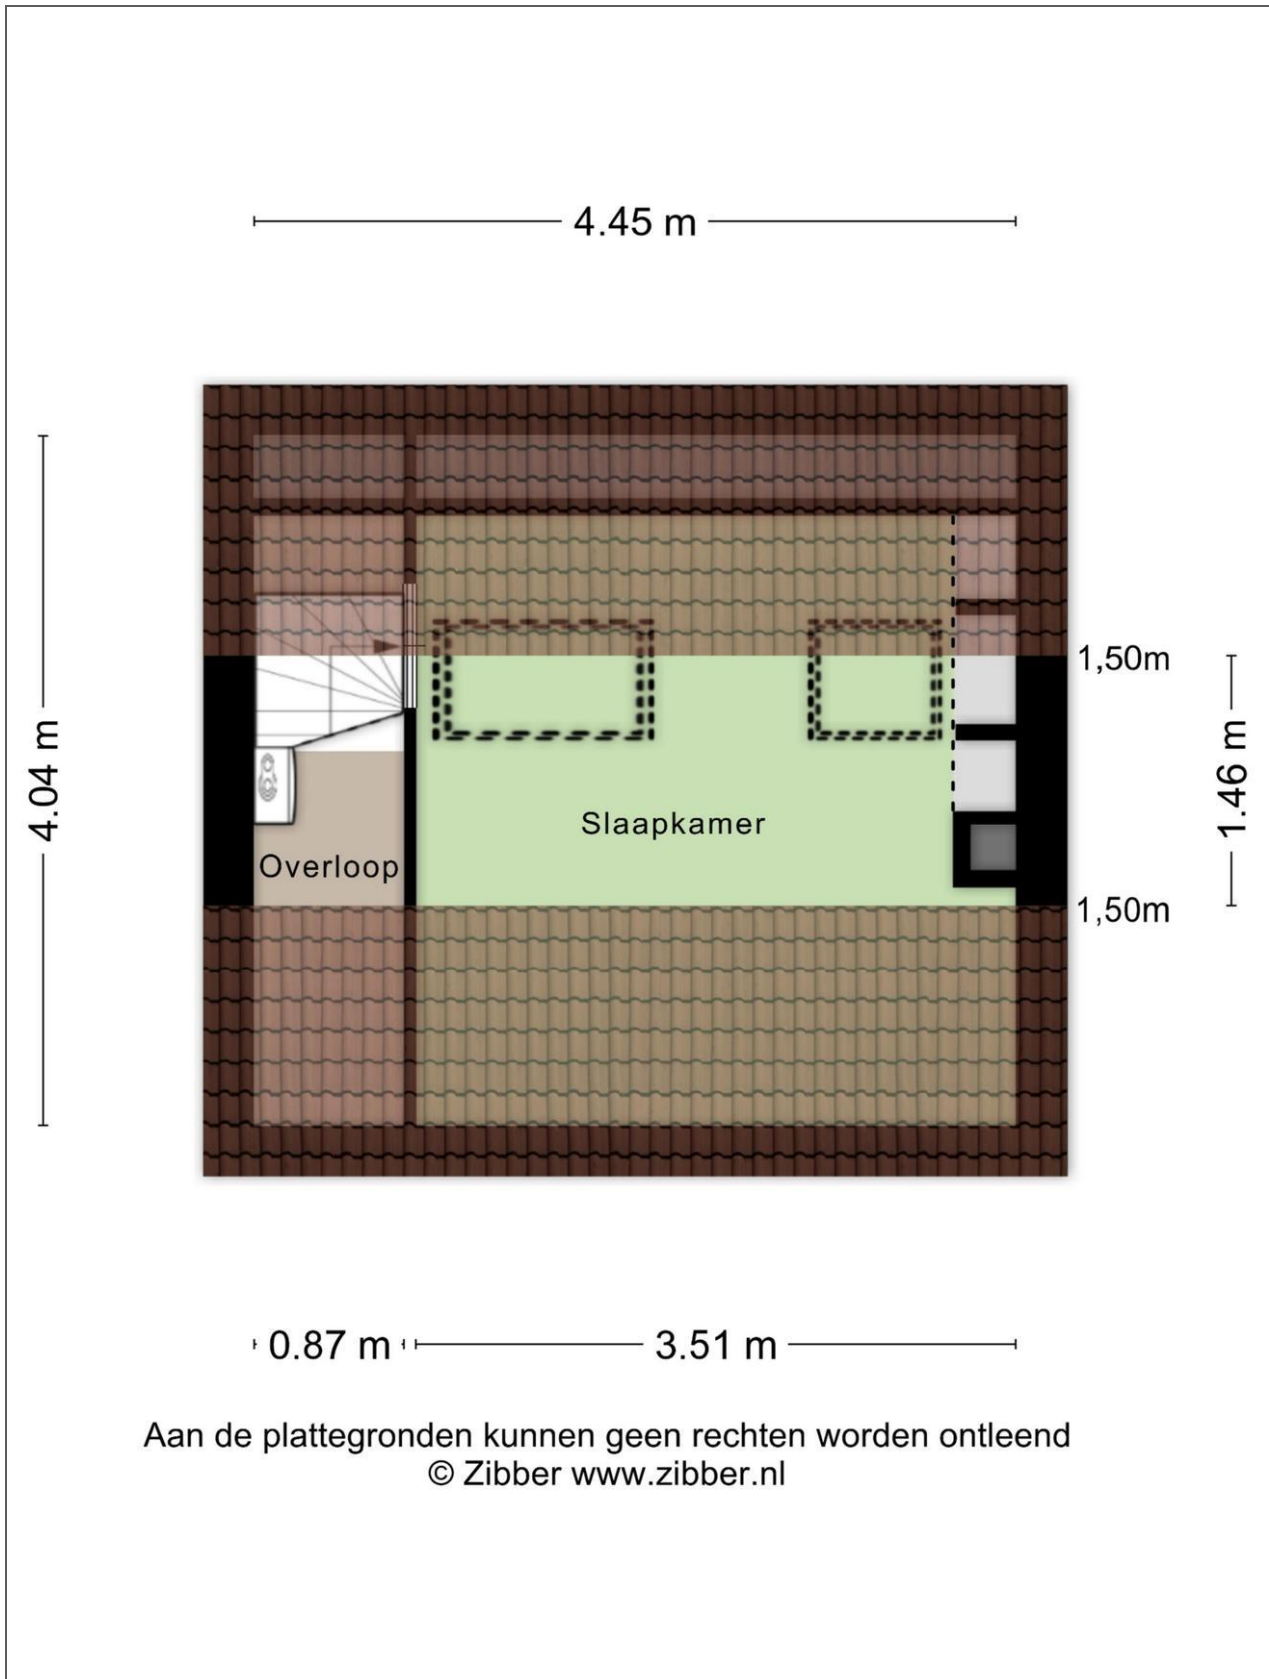 4.45 m
1,50m
4.04 m
1.46 m
Slaapkamer
Overloop
1,50m
0.87 m
3.51 m
Aan de plattegronden kunnen geen rechten worden ontleend
© Zibber www.zibber.nl